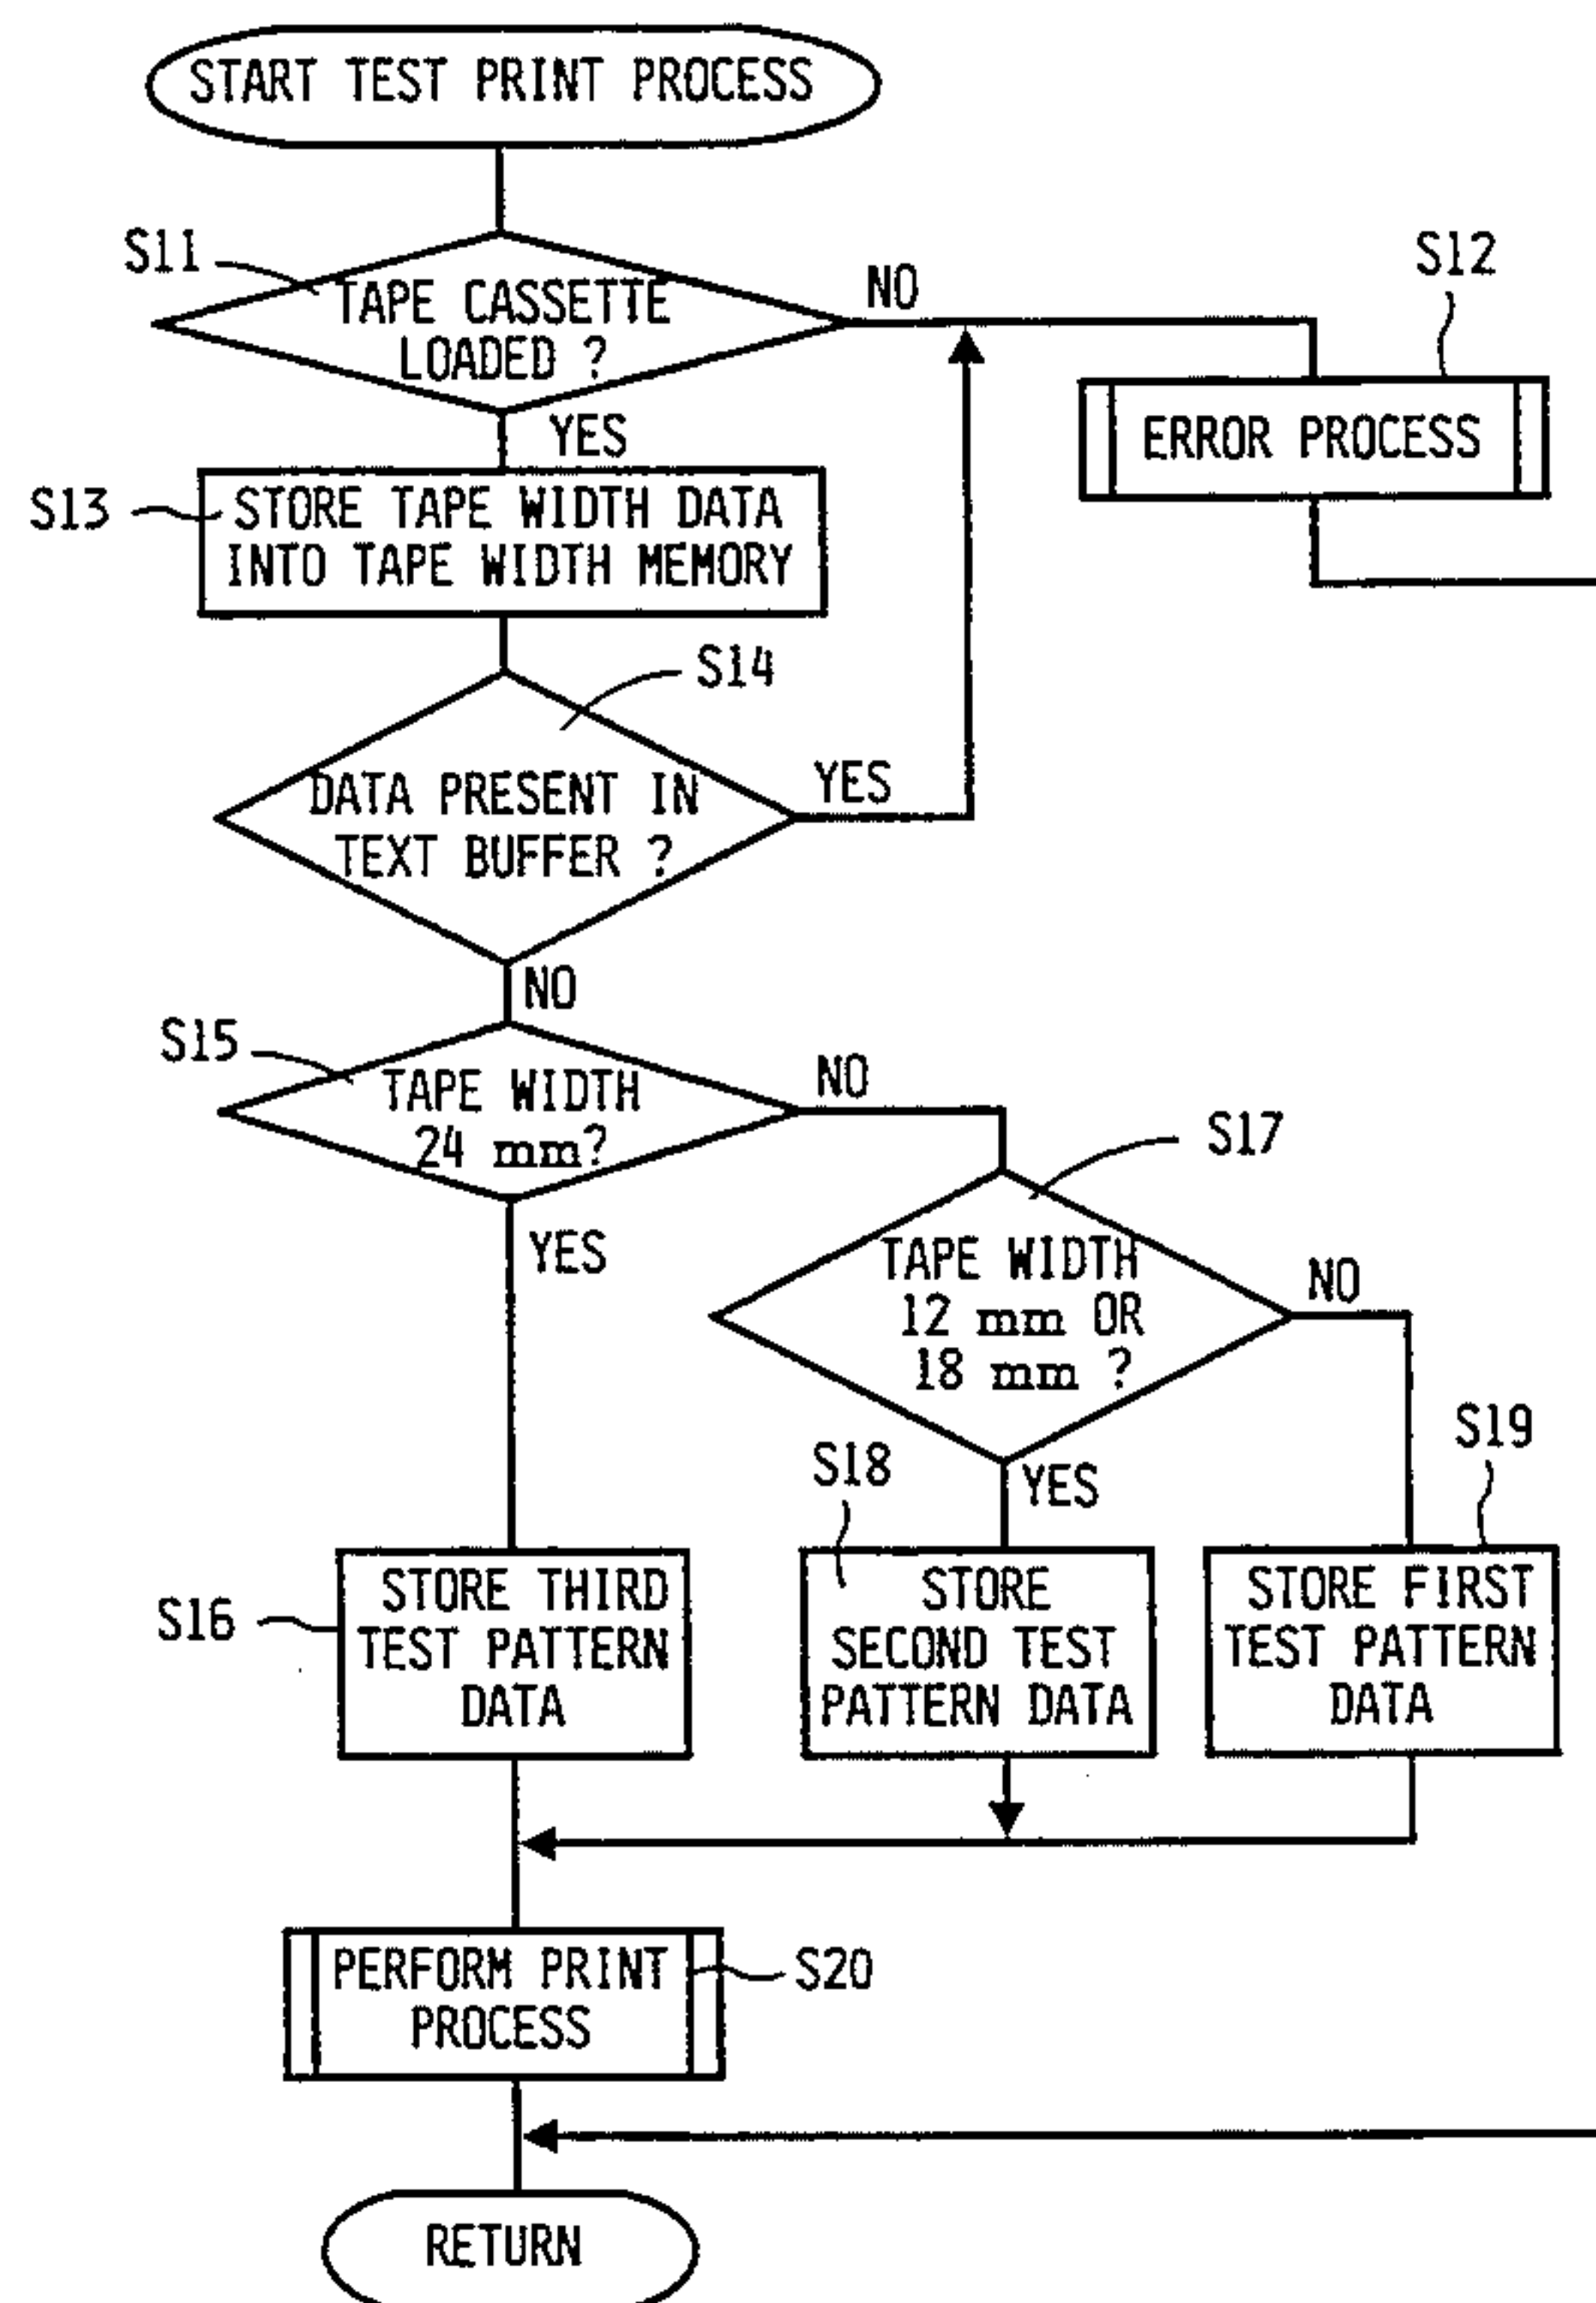 START TEST PRINT PROCESS
S11
TAPE CASSETTE
LOADED ?
NO
S12
ERROR PROCESS
YES
S13
STORE TAPE WIDTH DATA
INTO TAPE WIDTH MEMORY
S14
DATA PRESENT IN
TEXT BUFFER ?
YES
NO
S15
TAPE WIDTH
24 mm?
NO
S17
YES
TAPE WIDTH
12 mm OR
18 mm ?
NO
S18
YES
S19
S16
STORE THIRD
TEST PATTERN
DATA
STORE
SECOND TEST
PATTERN DATA
STORE FIRST
TEST PATTERN
DATA
PERFORM PRINT
PROCESS
S20
RETURN